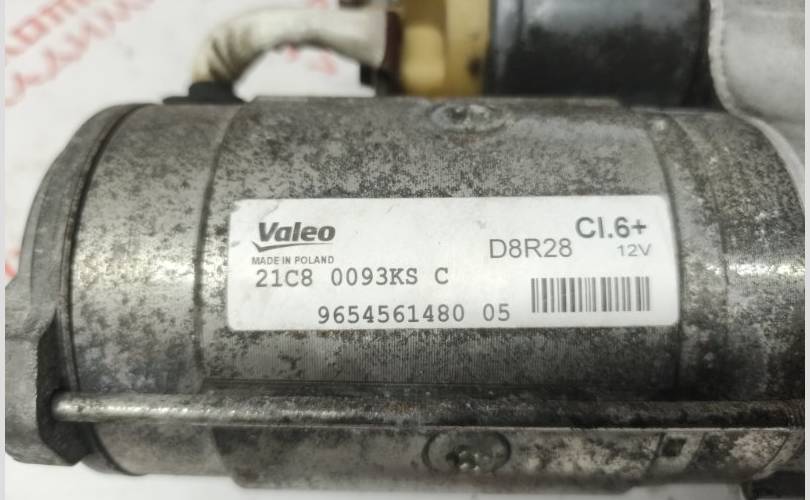 Valeo
MADE IN POLAND
D8R28 Cl.6+
12V
21C8 0093KS C
9654561480 05